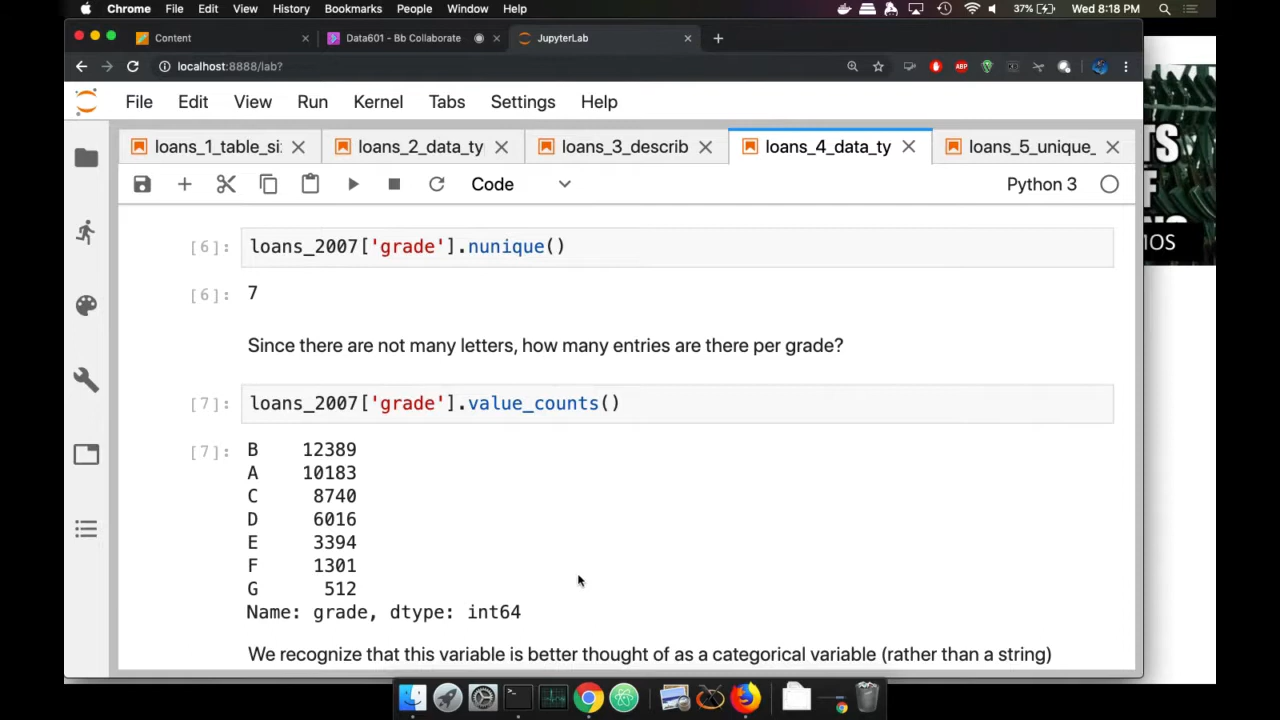 Chrome File Edit View History Bookmarks People Window Help 37% Wed 8:18 PM
Content Data601 - Bb Collaborate JupyterLab
localhost:8888/lab?
ABP
File Edit View Run Kernel Tabs Settings Help
loans_1_table_si: loans_2_data_ty loans_3_describ loans_4_data_ty loans_5_unique_
Code Python 3
[6]: loans_2007['grade'].nunique()
[6]: 7
Since there are not many letters, how many entries are there per grade?
[7]: loans_2007['grade'].value_counts()
[7]: B 12389
A 10183
C 8740
D 6016
E 3394
F 1301
G 512
Name: grade, dtype: int64
We recognize that this variable is better thought of as a categorical variable (rather than a string)